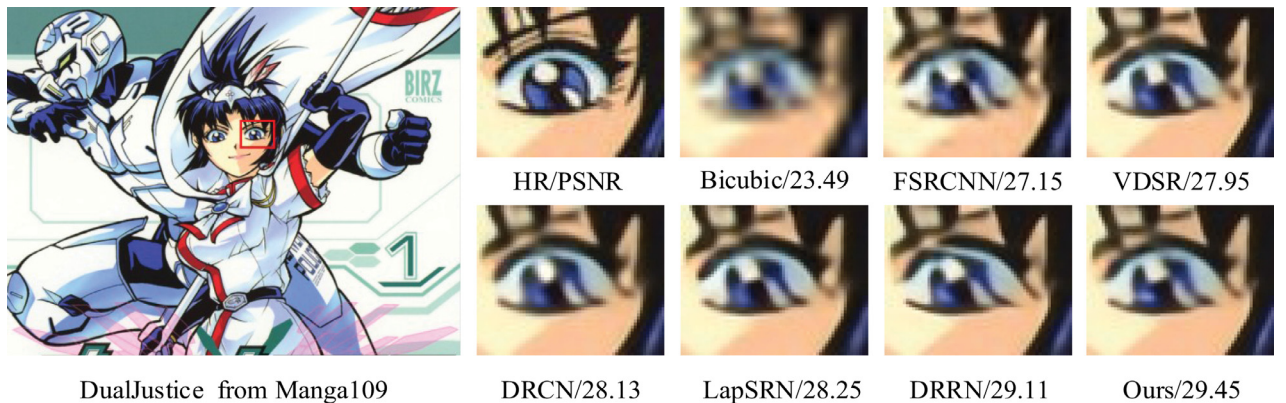 BIRZ
COMICS
POLICE
1
HR/PSNR
Bicubic/23.49
FSRCNN/27.15
VDSR/27.95
DRCN/28.13
LapSRN/28.25
DRRN/29.11
Ours/29.45
DualJustice from Manga109